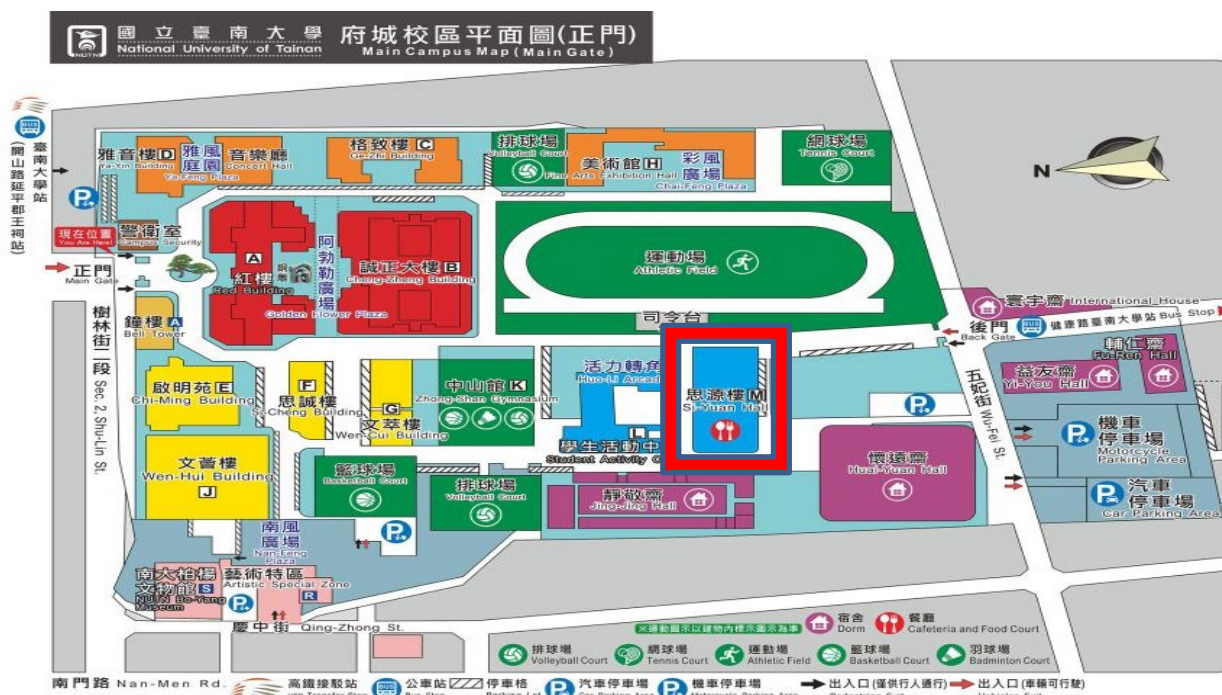 國立臺南大學
National University of Tainan
府城校區平面圖(正門)
Main Campus Map (Main Gate)
NUTN
BUS
臺南大學站
(開山路延平郡王祠站)
雅音樓D
Ya-Yin Building
雅風
庭園
Ya-Feng Plaza
音樂廳
Concert Hall
格致樓C
Ge-Zhi Building
排球場
Volleyball Court
美術館H
Fine Arts Exhibition Hall
彩風
廣場
Chai-Feng Plaza
網球場
Tennis Court
N
P
現在位置
You Are Here!
警衛室
Campus Security
正門
Main Gate
A
紅樓
Red Building
阿勃勒廣場
Golden Flower Plaza
誠正大樓B
Cheng-Zheng Building
運動場
Athletic Field
司令台
寰宇齋 International House
後門
Back Gate
BUS
健康路臺南大學站 Bus Stop
樹林街二段 Sec. 2, Shu-Lin St.
鐘樓A
Bell Tower
啟明苑E
Chi-Ming Building
F
思誠樓
Si-Cheng Building
G
文萃樓
Wen-Cui Building
中山館K
Zhong-Shan Gymnasium
活力轉角
Huo-Li Arcad
思源樓M
Si-Yuan Hall
L
學生活動中
Student Activity C
輔仁齋
Fu-Ren Hall
益友齋
Yi-You Hall
五妃街 Wu-Fei St.
P
P
機車
停車場
Motorcycle
Parking Area
文薈樓
Wen-Hui Building
J
籃球場
Basketball Court
排球場
Volleyball Court
靜敬齋
Jing-Jing Hall
懷遠齋
Huai-Yuan Hall
P
汽車
停車場
Car Parking Area
南風
廣場
Nan-Feng
Plaza
P
南大柏楊
文物館S
NUTN Bo-Yang
Museum
藝術特區
Artistic Special Zone
P
R
慶中街 Qing-Zhong St.
※運動圖示以建物內標示圖示為準
宿舍
Dorm
餐廳
Cafeteria and Food Court
排球場
Volleyball Court
網球場
Tennis Court
運動場
Athletic Field
籃球場
Basketball Court
羽球場
Badminton Court
南門路 Nan-Men Rd.
高鐵接駁站
BUS
公車站
停車格
P
汽車停車場
P
機車停車場
出入口(僅供行人通行)
出入口(車輛可行駛)